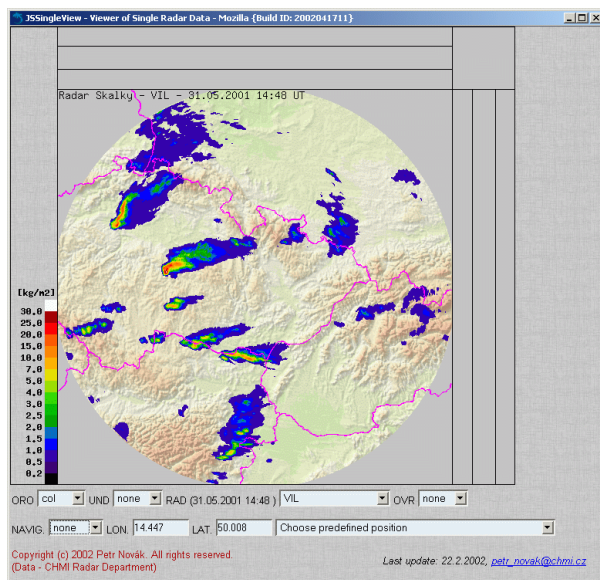 JSSingleView - Viewer of Single Radar Data - Mozilla {Build ID: 2002041711}
Radar Skalky - VIL - 31.05.2001 14:48 UT
[kg/m2]
30.0
25.0
20.0
15.0
10.0
7.0
5.0
4.0
3.0
2.5
2.0
1.5
1.0
0.5
0.2
ORO col UND none RAD (31.05.2001 14:48 ) VIL OVR none
NAVIG. none LON. 14.447 LAT. 50.008 Choose predefined position
Copyright (c) 2002 Petr Novák. All rights reserved.
(Data - CHMI Radar Department)
Last update: 22.2.2002, petr_novak@chmi.cz